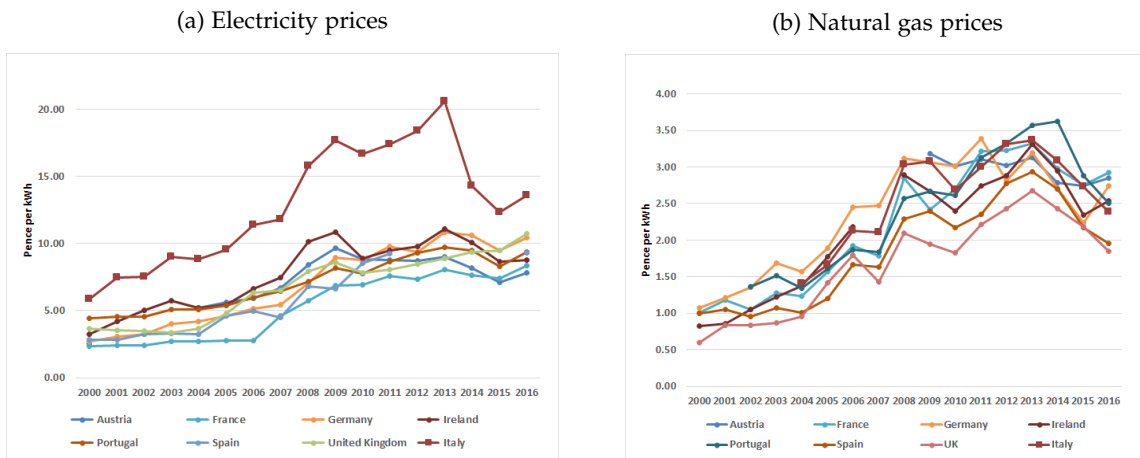 (a) Electricity prices
Pence per kWh
20.00
15.00
10.00
5.00
0.00
2000 2001 2002 2003 2004 2005 2006 2007 2008 2009 2010 2011 2012 2013 2014 2015 2016
Austria France Germany Ireland
Portugal Spain United Kingdom Italy
(b) Natural gas prices
Pence per kWh
4.00
3.50
3.00
2.50
2.00
1.50
1.00
0.50
0.00
2000 2001 2002 2003 2004 2005 2006 2007 2008 2009 2010 2011 2012 2013 2014 2015 2016
Austria France Germany Ireland
Portugal Spain UK Italy